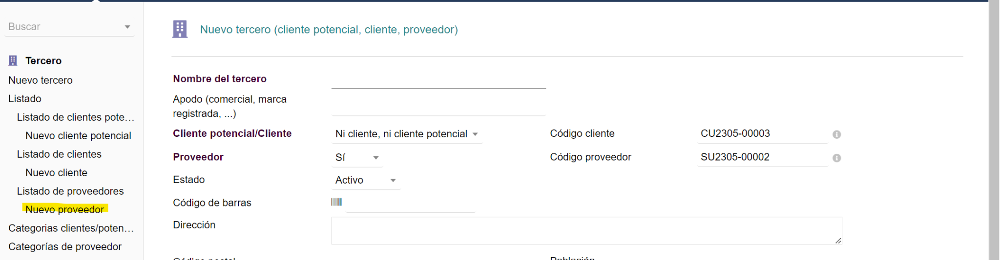 Buscar
Tercero
Nuevo tercero
Listado
Listado de clientes pote...
Nuevo cliente potencial
Listado de clientes
Nuevo cliente
Listado de proveedores
Nuevo proveedor
Categorias clientes/poten...
Categorías de proveedor
Nuevo tercero (cliente potencial, cliente, proveedor)
Nombre del tercero
Apodo (comercial, marca
registrada, ...)
Cliente potencial/Cliente Ni cliente, ni cliente potencial Código cliente CU2305-00003
Proveedor Sí Código proveedor SU2305-00002
Estado Activo
Código de barras
Dirección
Código postal Población